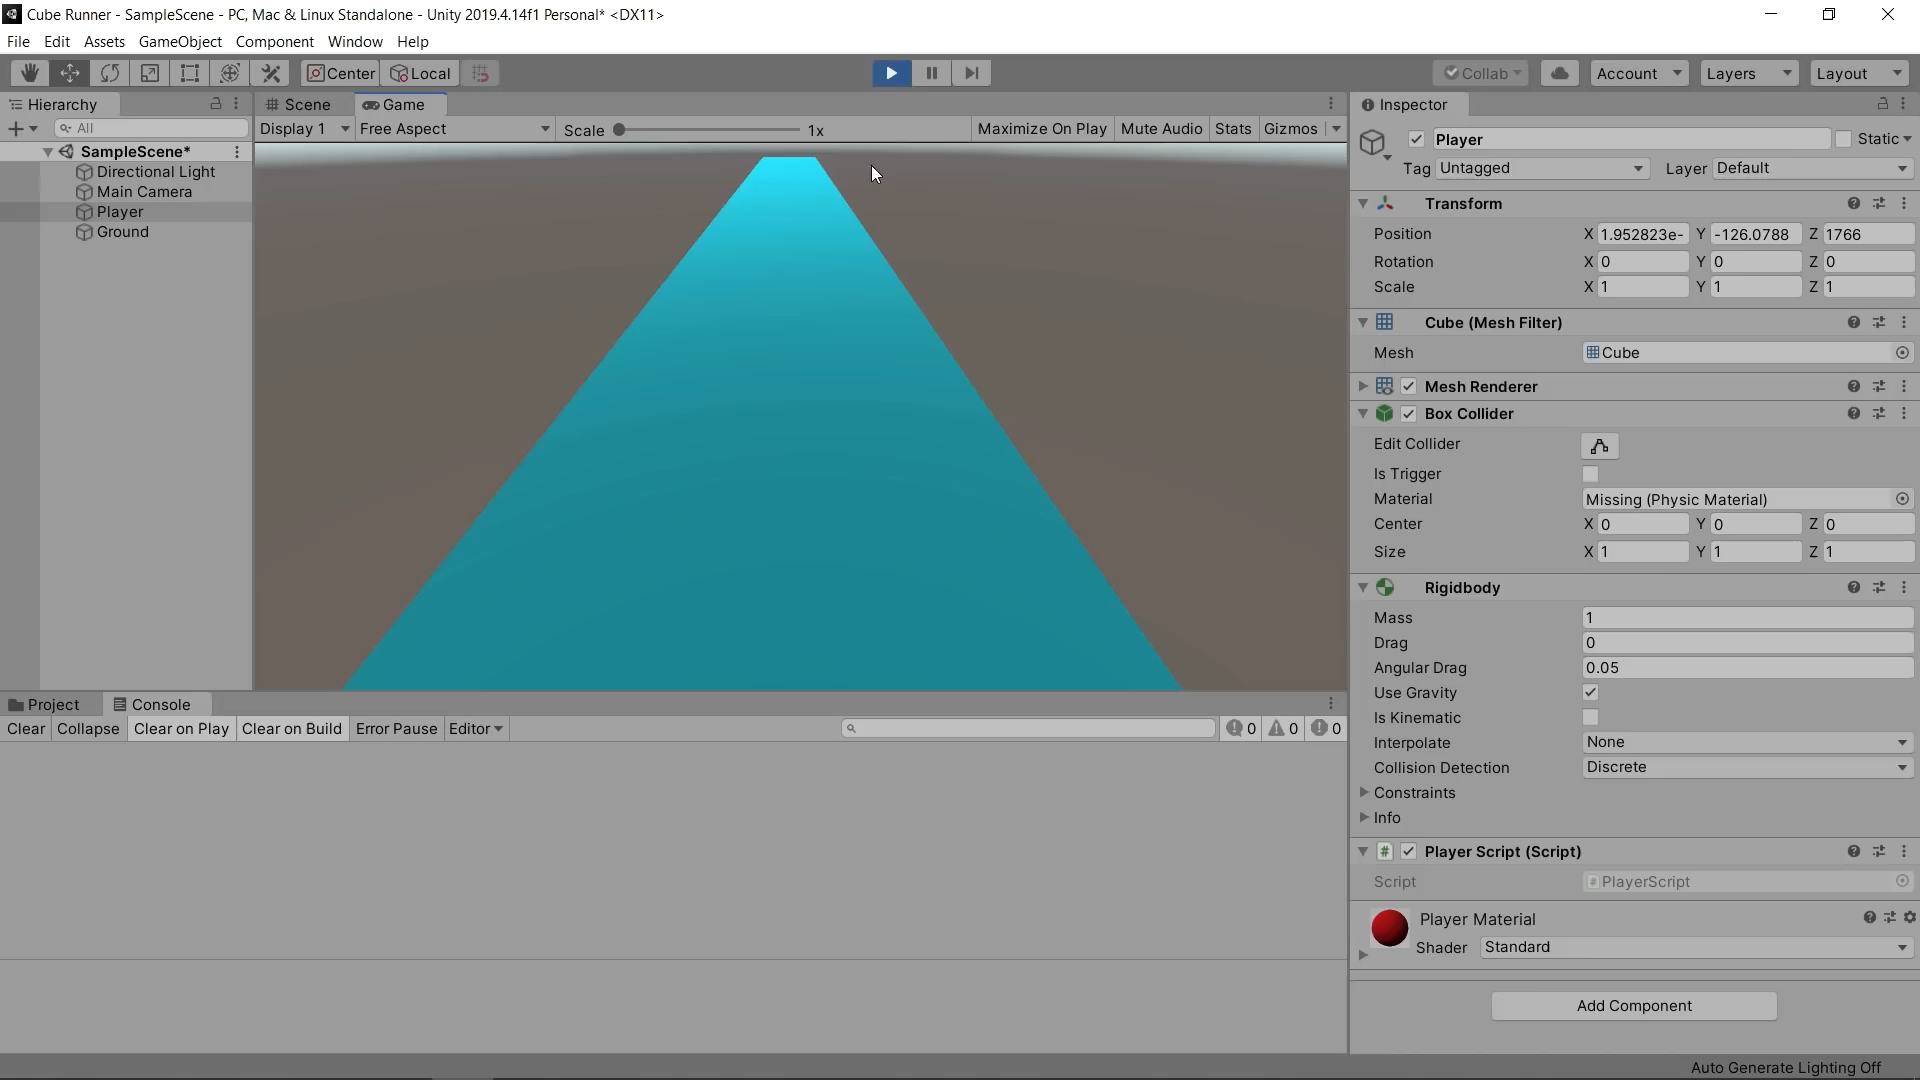 Cube Runner - SampleScene - PC, Mac & Linux Standalone - Unity 2019.4.14f1 Personal* <DX11>
File Edit Assets GameObject Component Window Help
Center Local Collab Account Layers Layout
Hierarchy
All
SampleScene*
Directional Light
Main Camera
Player
Ground
Scene Game
Display 1 Free Aspect Scale 1x Maximize On Play Mute Audio Stats Gizmos
Project Console
Clear Collapse Clear on Play Clear on Build Error Pause Editor 0 0 0
Inspector
Player Static
Tag Untagged Layer Default
Transform
Position X 1.952823e- Y -126.0788 Z 1766
Rotation X 0 Y 0 Z 0
Scale X 1 Y 1 Z 1
Cube (Mesh Filter)
Mesh Cube
Mesh Renderer
Box Collider
Edit Collider
Is Trigger
Material Missing (Physic Material)
Center X 0 Y 0 Z 0
Size X 1 Y 1 Z 1
Rigidbody
Mass 1
Drag 0
Angular Drag 0.05
Use Gravity
Is Kinematic
Interpolate None
Collision Detection Discrete
Constraints
Info
Player Script (Script)
Script PlayerScript
Player Material
Shader Standard
Add Component
Auto Generate Lighting Off